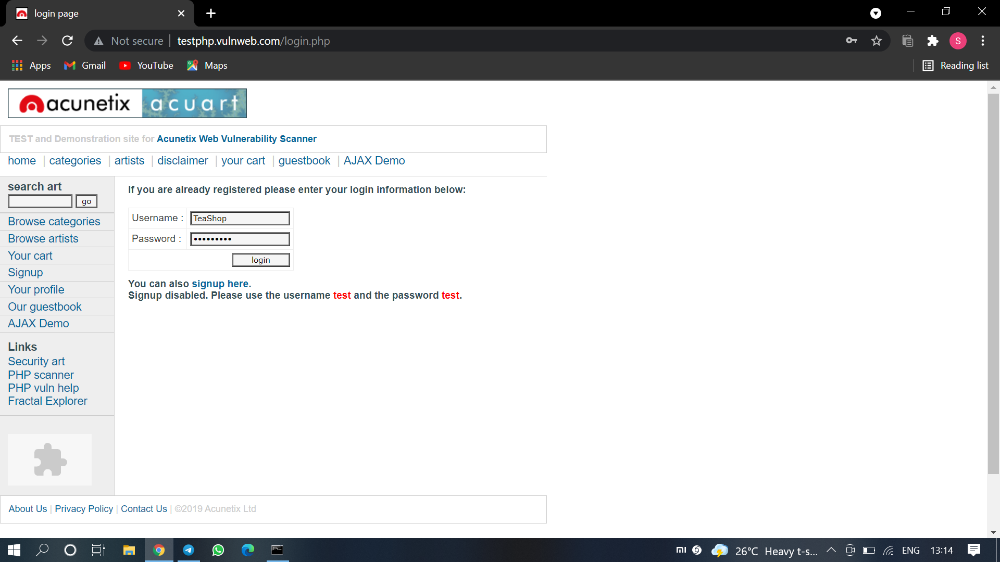 login page
Not secure testphp.vulnweb.com/login.php
S
Apps Gmail YouTube Maps Reading list
acunetix acuart
TEST and Demonstration site for Acunetix Web Vulnerability Scanner
home | categories | artists | disclaimer | your cart | guestbook | AJAX Demo
search art
go
Browse categories
Browse artists
Your cart
Signup
Your profile
Our guestbook
AJAX Demo
Links
Security art
PHP scanner
PHP vuln help
Fractal Explorer
If you are already registered please enter your login information below:
Username : TeaShop
Password : •••••••••
login
You can also signup here.
Signup disabled. Please use the username test and the password test.
About Us | Privacy Policy | Contact Us | ©2019 Acunetix Ltd
mi 26°C Heavy t-s... ENG 13:14